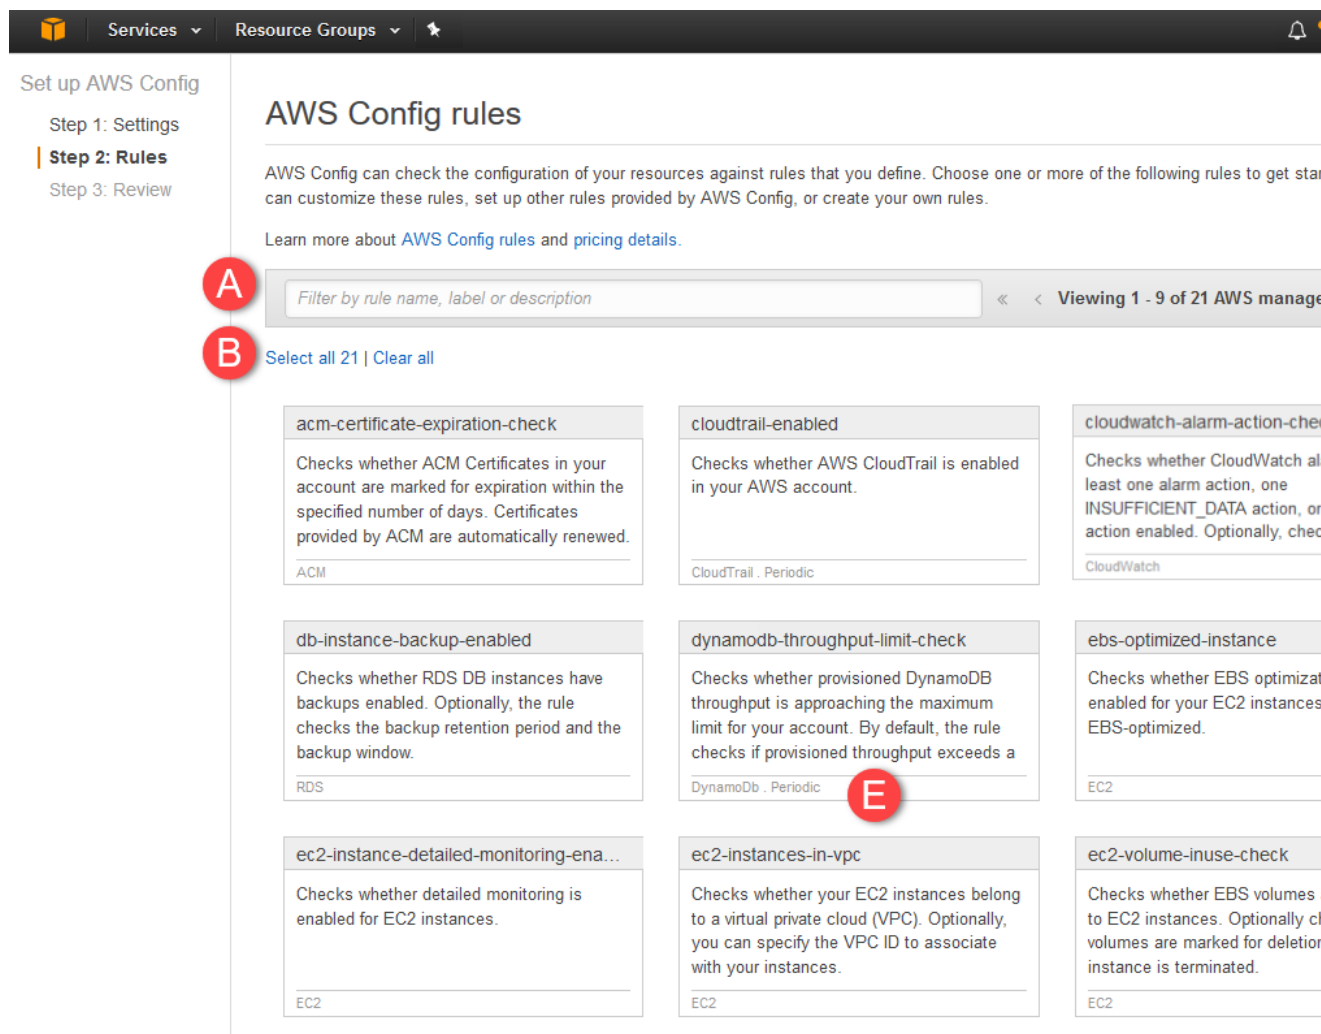 Services
Resource Groups
Set up AWS Config
Step 1: Settings
Step 2: Rules
Step 3: Review
AWS Config rules
AWS Config can check the configuration of your resources against rules that you define. Choose one or more of the following rules to get
can customize these rules, set up other rules provided by AWS Config, or create your own rules.
Learn more about AWS Config rules and pricing details.
A
Filter by rule name, label or description
« < Viewing 1 - 9 of 21 AWS
B
Select all 21 | Clear all
acm-certificate-expiration-check
Checks whether ACM Certificates in your
account are marked for expiration within the
specified number of days. Certificates
provided by ACM are automatically renewed.
ACM
cloudtrail-enabled
Checks whether AWS CloudTrail is enabled
in your AWS account.
CloudTrail . Periodic
cloudwatch-alarm-action-che
Checks whether CloudWatch
least one alarm action, one
INSUFFICIENT_DATA action,
action enabled. Optionally,
CloudWatch
db-instance-backup-enabled
Checks whether RDS DB instances have
backups enabled. Optionally, the rule
checks the backup retention period and the
backup window.
RDS
dynamodb-throughput-limit-check
Checks whether provisioned DynamoDB
throughput is approaching the maximum
limit for your account. By default, the rule
checks if provisioned throughput exceeds a
DynamoDb . Periodic
E
ebs-optimized-instance
Checks whether EBS
enabled for your EC2 instances
EBS-optimized.
EC2
ec2-instance-detailed-monitoring-ena...
Checks whether detailed monitoring is
enabled for EC2 instances.
EC2
ec2-instances-in-vpc
Checks whether your EC2 instances belong
to a virtual private cloud (VPC). Optionally,
you can specify the VPC ID to associate
with your instances.
EC2
ec2-volume-inuse-check
Checks whether EBS volumes
to EC2 instances. Optionally
volumes are marked for deletion
instance is terminated.
EC2